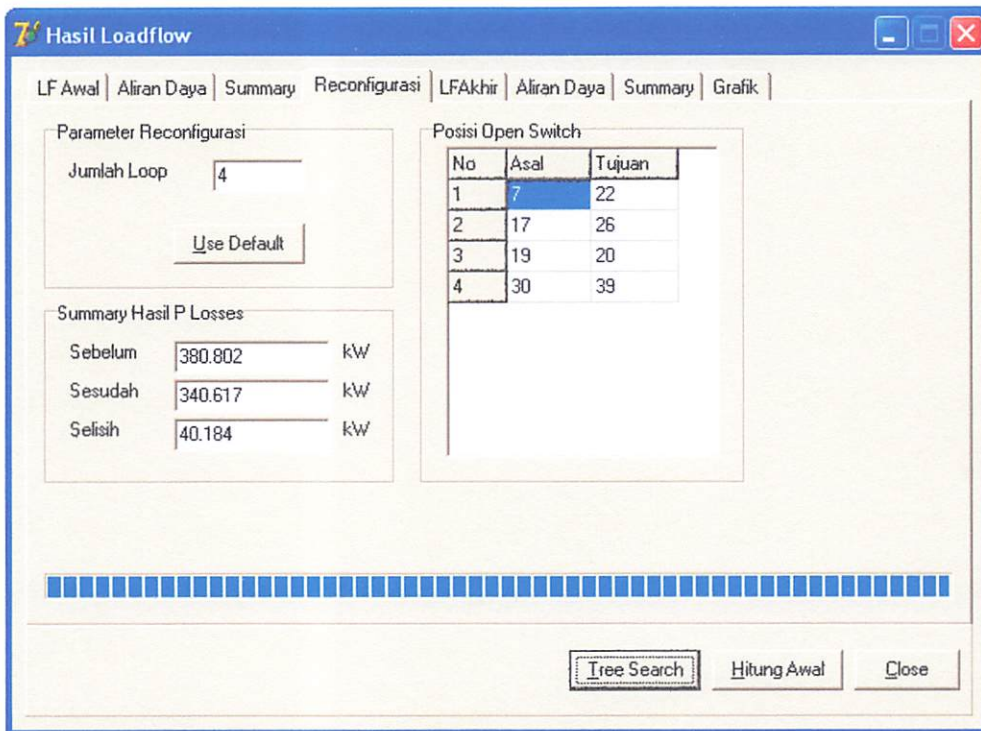 Hasil Loadflow
LF Awal Aliran Daya Summary Reconfigurasi LFAkhir Aliran Daya Summary Grafik
Parameter Reconfigurasi
Jumlah Loop 4
Use Default
Summary Hasil P Losses
Sebelum 380.802 kW
Sesudah 340.617 kW
Selisih 40.184 kW
Posisi Open Switch
No Asal Tujuan
1 7 22
2 17 26
3 19 20
4 30 39
Tree Search Hitung Awal Close